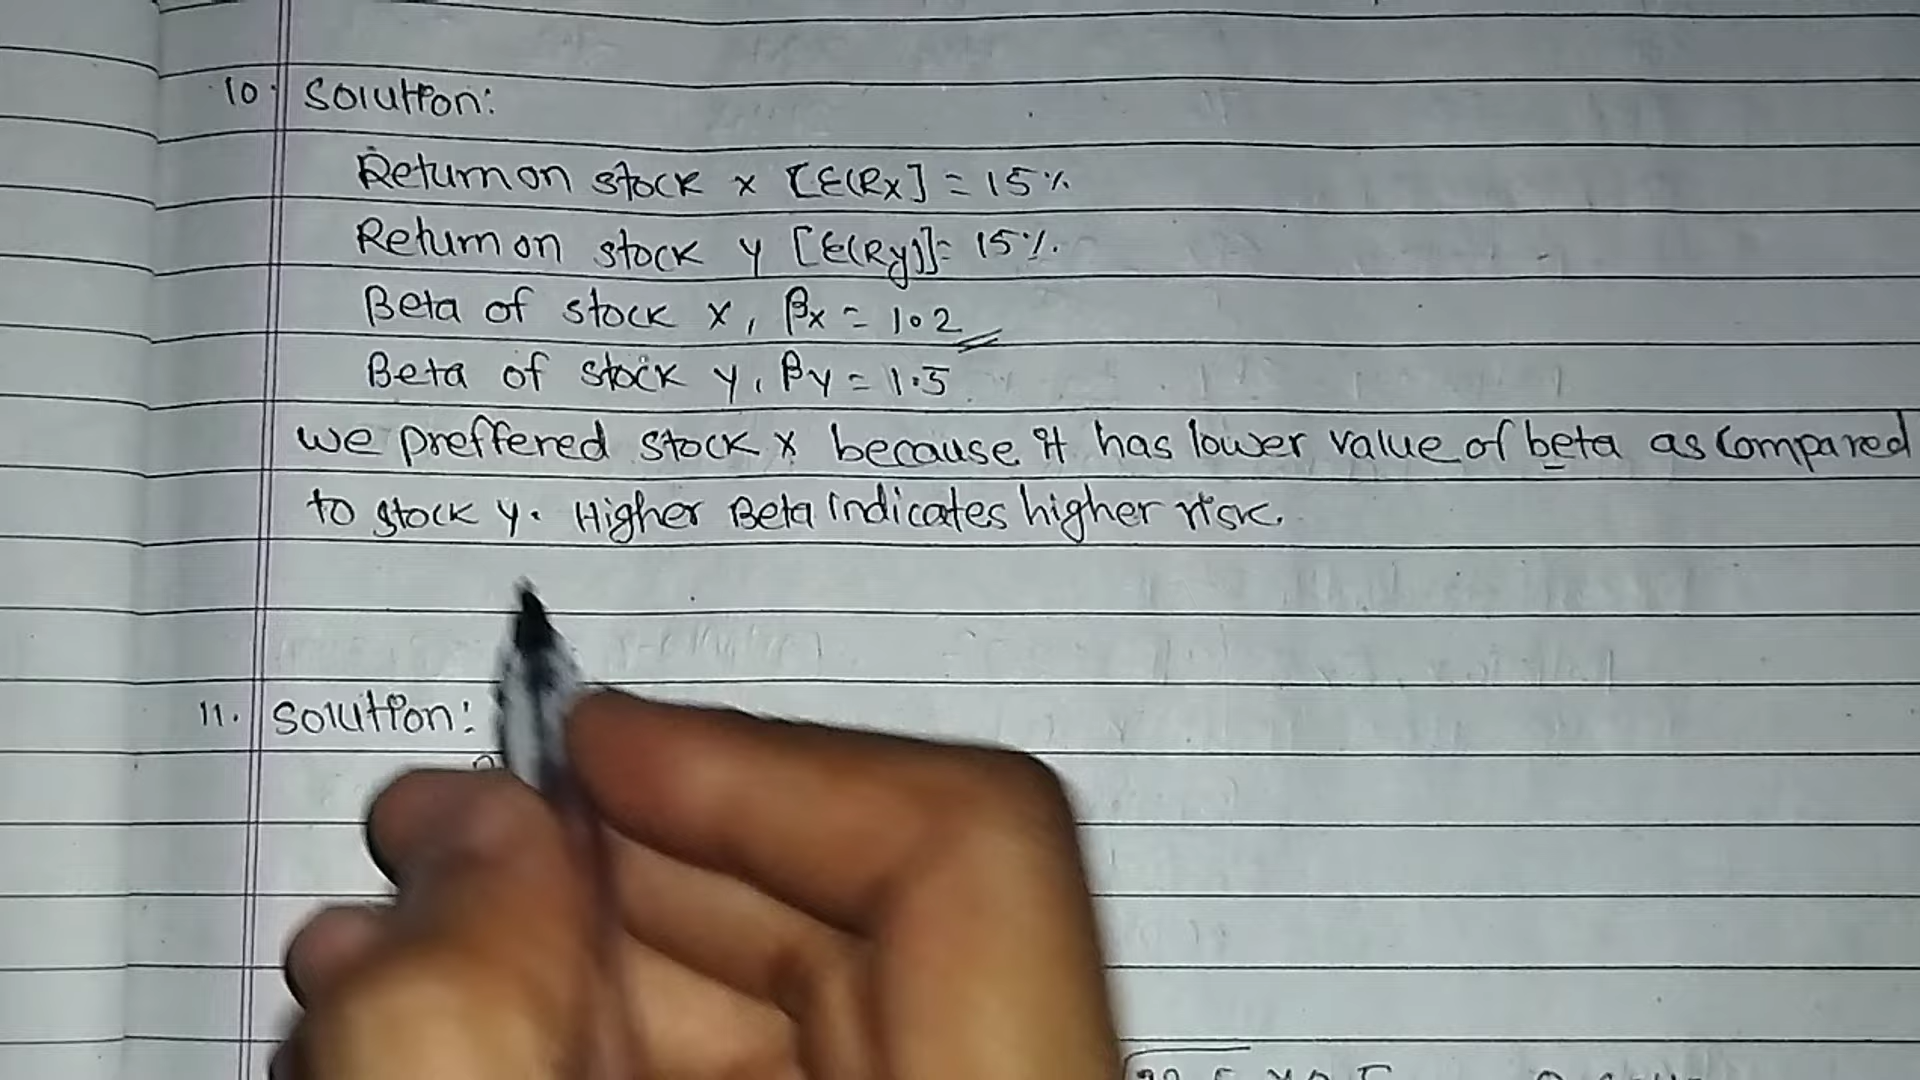 10. Solution:
Return on stock x [E(Rx] = 15%
Return on stock y [E(Ry)]= 15%.
Beta of stock x, βx = 1.2
Beta of stock y, βy = 1.5
we preffered stock x because it has lower value of beta as compared
to stock y. Higher Beta indicates higher risk.
11. Solution: